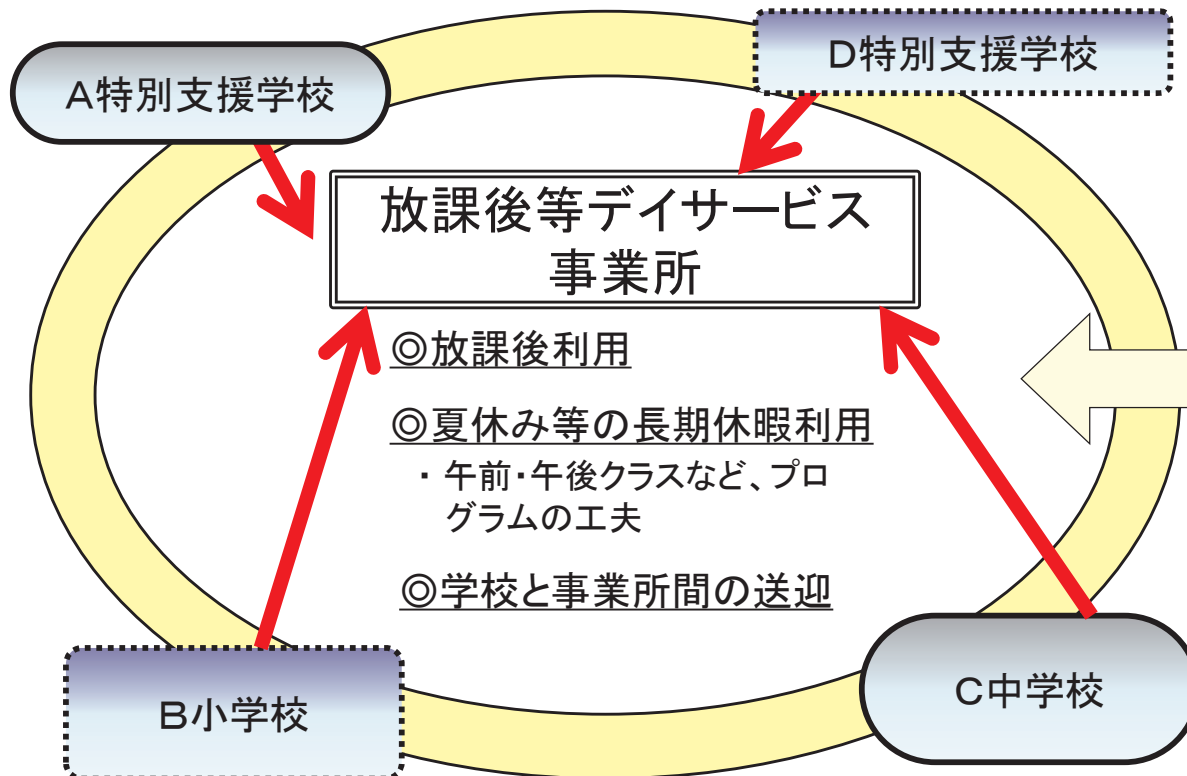 A特別支援学校
D特別支援学校
放課後等デイサービス
事業所
◎放課後利用
◎夏休み等の長期休暇利用
・ 午前・午後クラスなど、プロ
グラムの工夫
◎学校と事業所間の送迎
B小学校
C中学校